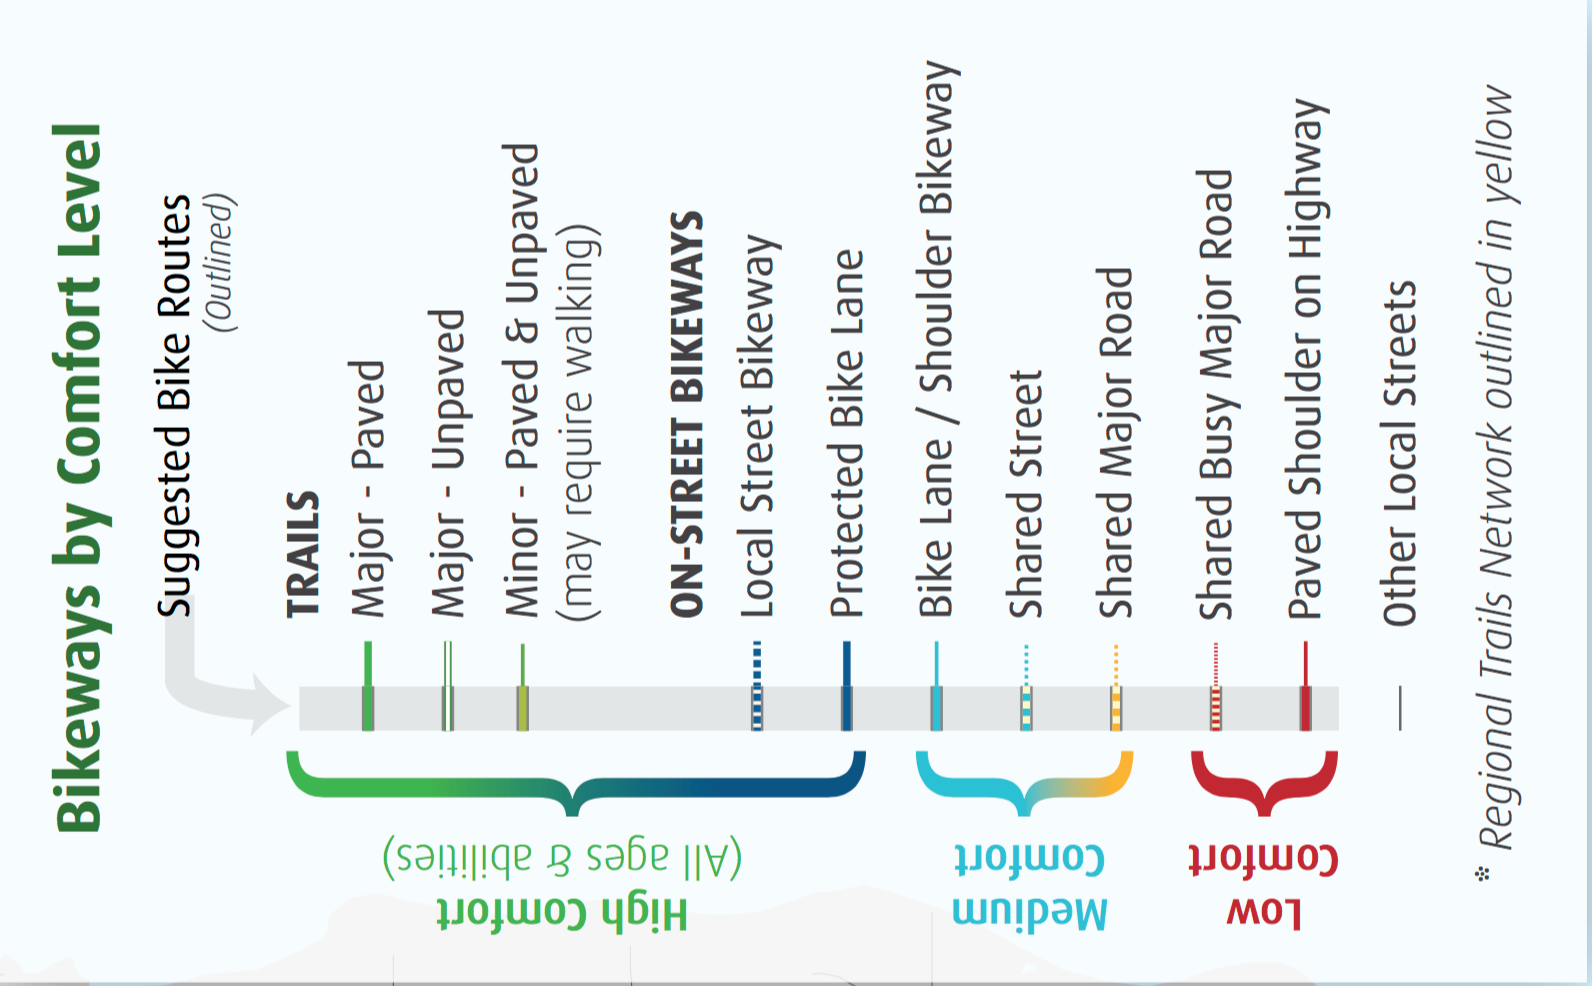 Bikeways by Comfort Level
Suggested Bike Routes
(Outlined)
TRAILS
Major - Paved
Major - Unpaved
Minor - Paved & Unpaved
(may require walking)
ON-STREET BIKEWAYS
Local Street Bikeway
Protected Bike Lane
Bike Lane / Shoulder Bikeway
Shared Street
Shared Major Road
Shared Busy Major Road
Paved Shoulder on Highway
Other Local Streets
* Regional Trails Network outlined in yellow
High Comfort
(All ages & abilities)
Medium
Comfort
Low
Comfort